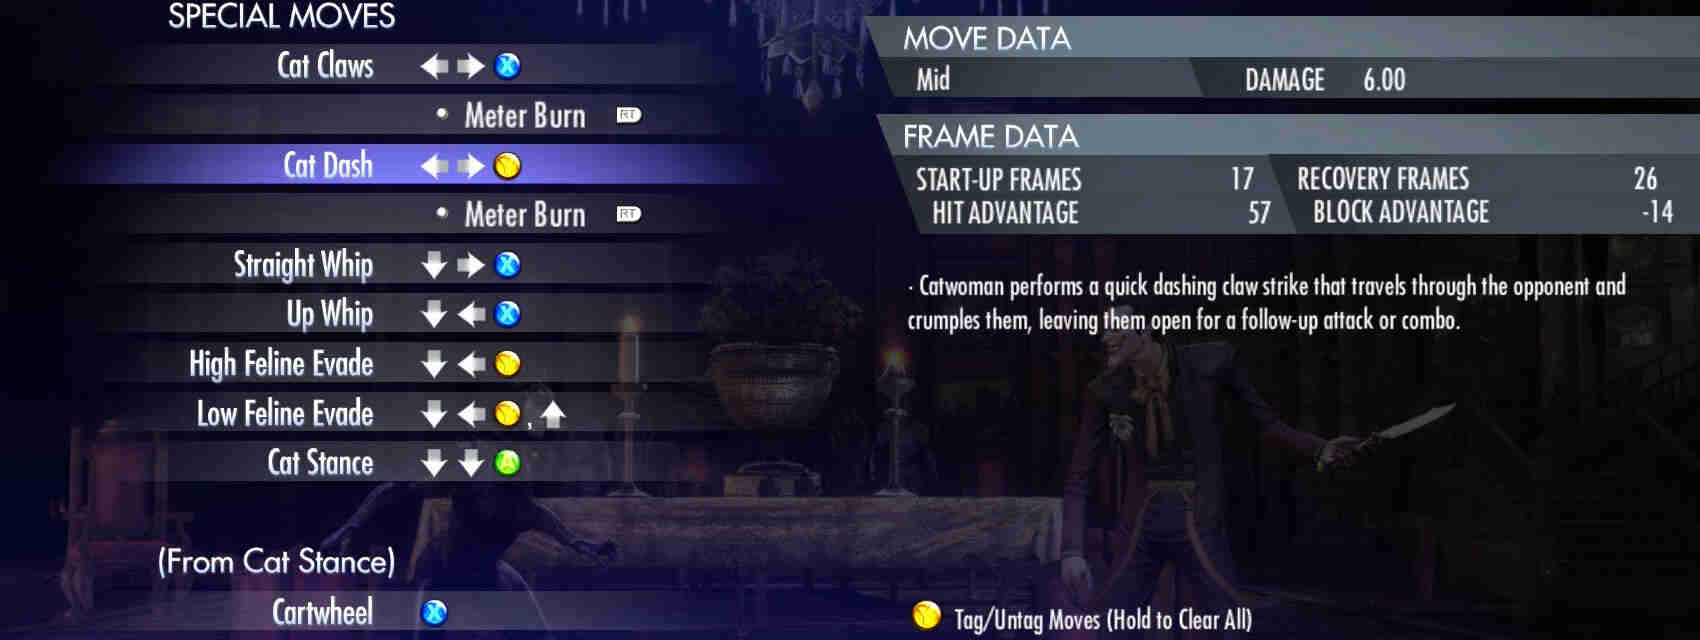 SPECIAL MOVES
Cat Claws X
• Meter Burn RT
Cat Dash Y
• Meter Burn RT
Straight Whip X
Up Whip X
High Feline Evade Y
Low Feline Evade Y ,
Cat Stance A
(From Cat Stance)
Cartwheel X
MOVE DATA
Mid DAMAGE 6.00
FRAME DATA
START-UP FRAMES 17 RECOVERY FRAMES 26
HIT ADVANTAGE 57 BLOCK ADVANTAGE -14
· Catwoman performs a quick dashing claw strike that travels through the opponent and
crumples them, leaving them open for a follow-up attack or combo.
Y Tag/Untag Moves (Hold to Clear All)